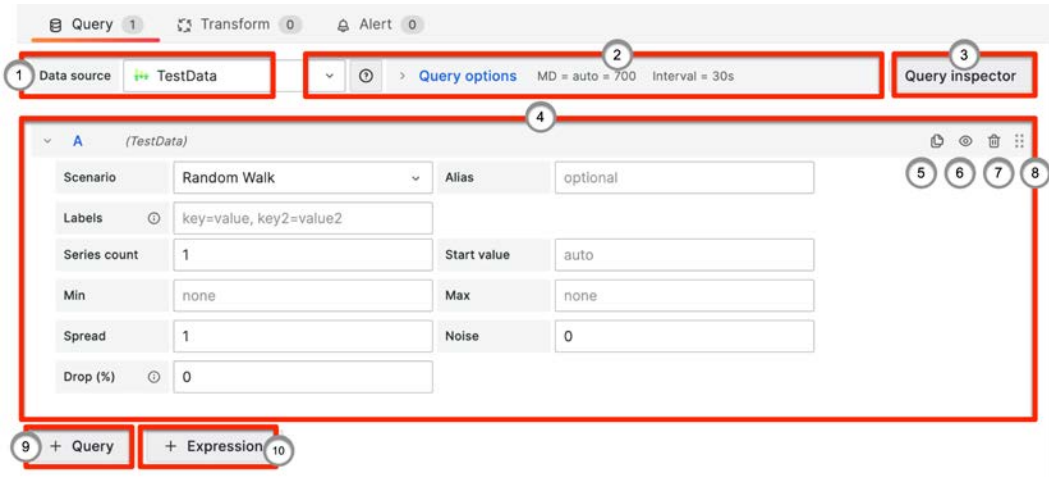 Query 1 Transform 0 Alert 0
1 Data source TestData 2 Query options MD = auto = 700 Interval = 30s 3 Query inspector
4
A (TestData)
5 6 7 8
Scenario Random Walk Alias optional
Labels key=value, key2=value2
Series count 1 Start value auto
Min none Max none
Spread 1 Noise 0
Drop (%) 0
9 + Query + Expression 10